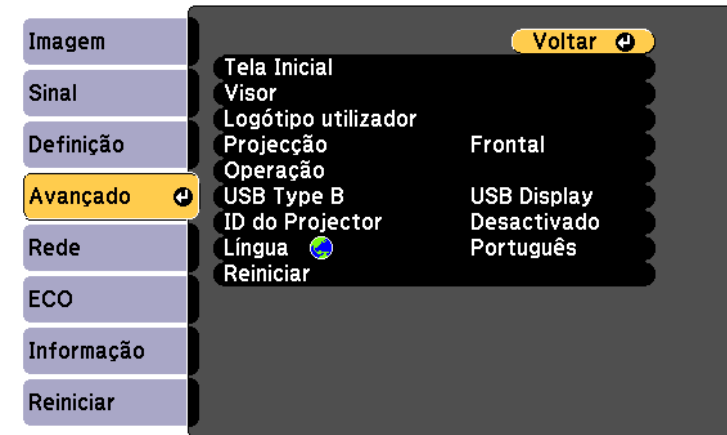 Imagem
Sinal
Definição
Avançado
Rede
ECO
Informação
Reiniciar
Voltar
Tela Inicial
Visor
Logótipo utilizador
Projecção Frontal
Operação
USB Type B USB Display
ID do Projector Desactivado
Língua Português
Reiniciar